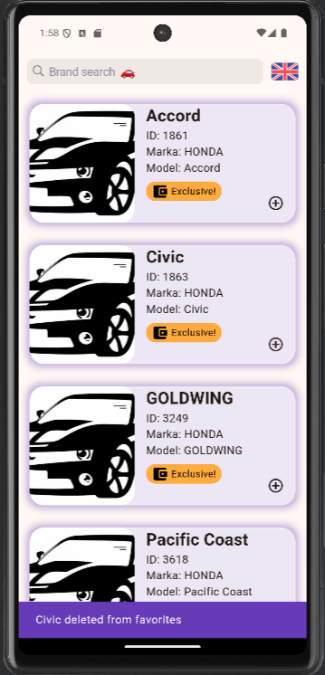 1:58
Brand search 🚗
Accord
ID: 1861
Marka: HONDA
Model: Accord
Exclusive!
Civic
ID: 1863
Marka: HONDA
Model: Civic
Exclusive!
GOLDWING
ID: 3249
Marka: HONDA
Model: GOLDWING
Exclusive!
Pacific Coast
ID: 3618
Marka: HONDA
Model: Pacific Coast
Civic deleted from favorites